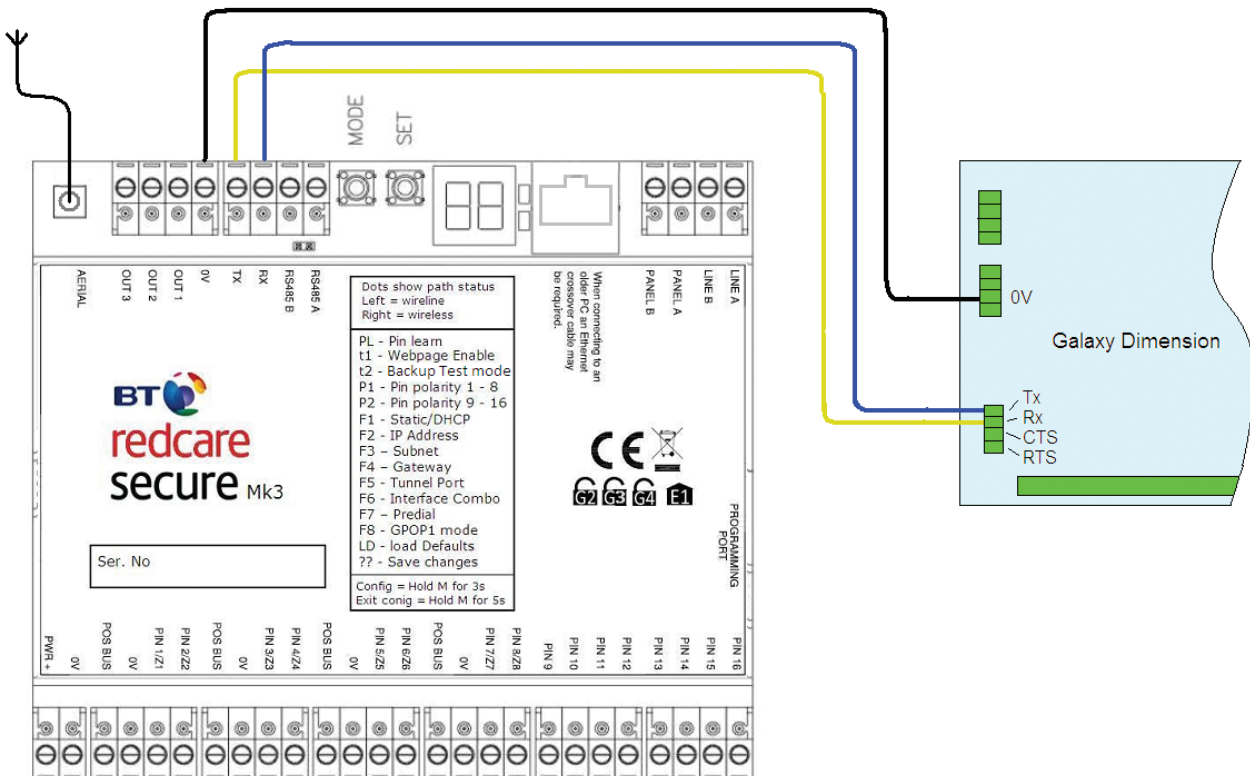 MODE
SET
AERIAL
OUT 3
OUT 2
OUT 1
0V
TX
RX
RS485 B
RS485 A
Dots show path status
Left = wireline
Right = wireless
PL - Pin learn
t1 - Webpage Enable
t2 - Backup Test mode
P1 - Pin polarity 1 - 8
P2 - Pin polarity 9 - 16
F1 - Static/DHCP
F2 - IP Address
F3 - Subnet
F4 - Gateway
F5 - Tunnel Port
F6 - Interface Combo
F7 – Predial
F8 - GPOP1 mode
LD - load Defaults
?? - Save changes
Config = Hold M for 3s
Exit conig = Hold M for 5s
When connecting to an
older PC an Ethernet
crossover cable may
be required.
PANEL B
PANEL A
LINE B
LINE A
BT
redcare
secure Mk3
CE
G2 G3 G4 E1
PROGRAMMING
PORT
Ser. No
PWR +
0V
POS BUS
0V
PIN 1/Z1
PIN 2/Z2
POS BUS
0V
PIN 3/Z3
PIN 4/Z4
POS BUS
0V
PIN 5/Z5
PIN 6/Z6
POS BUS
0V
PIN 7/Z7
PIN 8/Z8
PIN 9
PIN 10
PIN 11
PIN 12
PIN 13
PIN 14
PIN 15
PIN 16
0V
Galaxy Dimension
Tx
Rx
CTS
RTS